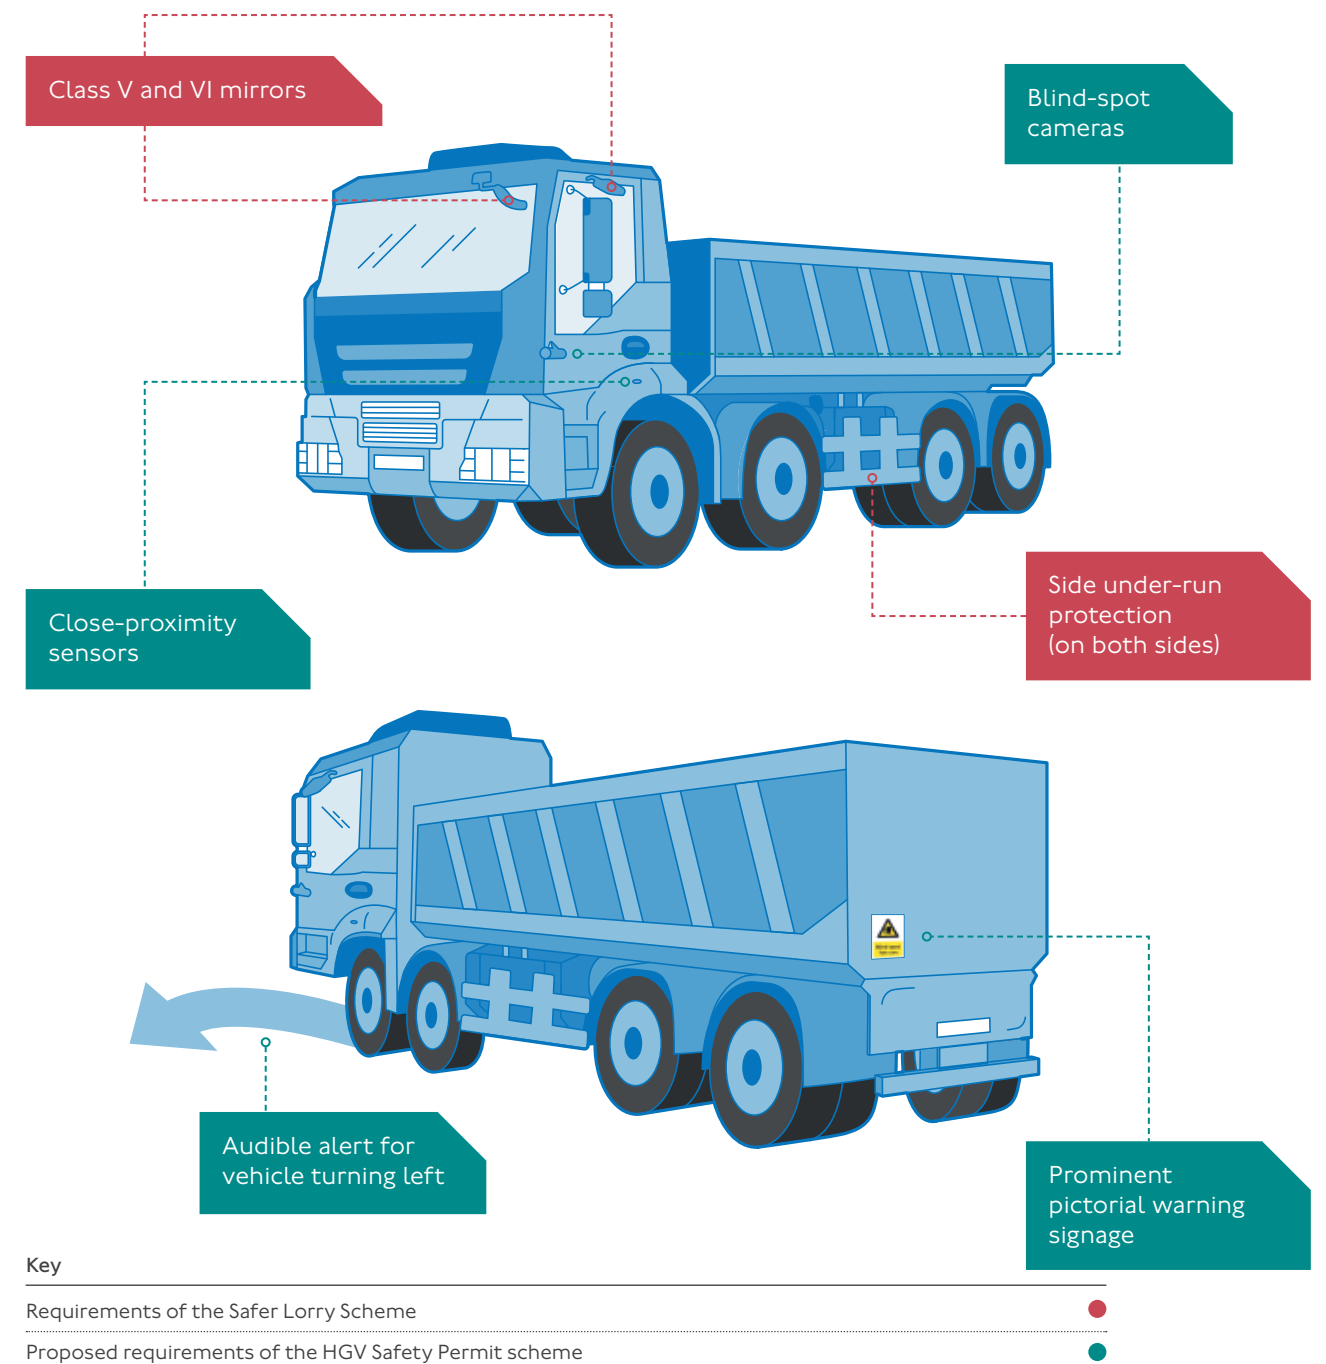 Class V and VI mirrors
Blind-spot
cameras
Close-proximity
sensors
Side under-run
protection
(on both sides)
Audible alert for
vehicle turning left
Prominent
pictorial warning
signage
Key
Requirements of the Safer Lorry Scheme
Proposed requirements of the HGV Safety Permit scheme